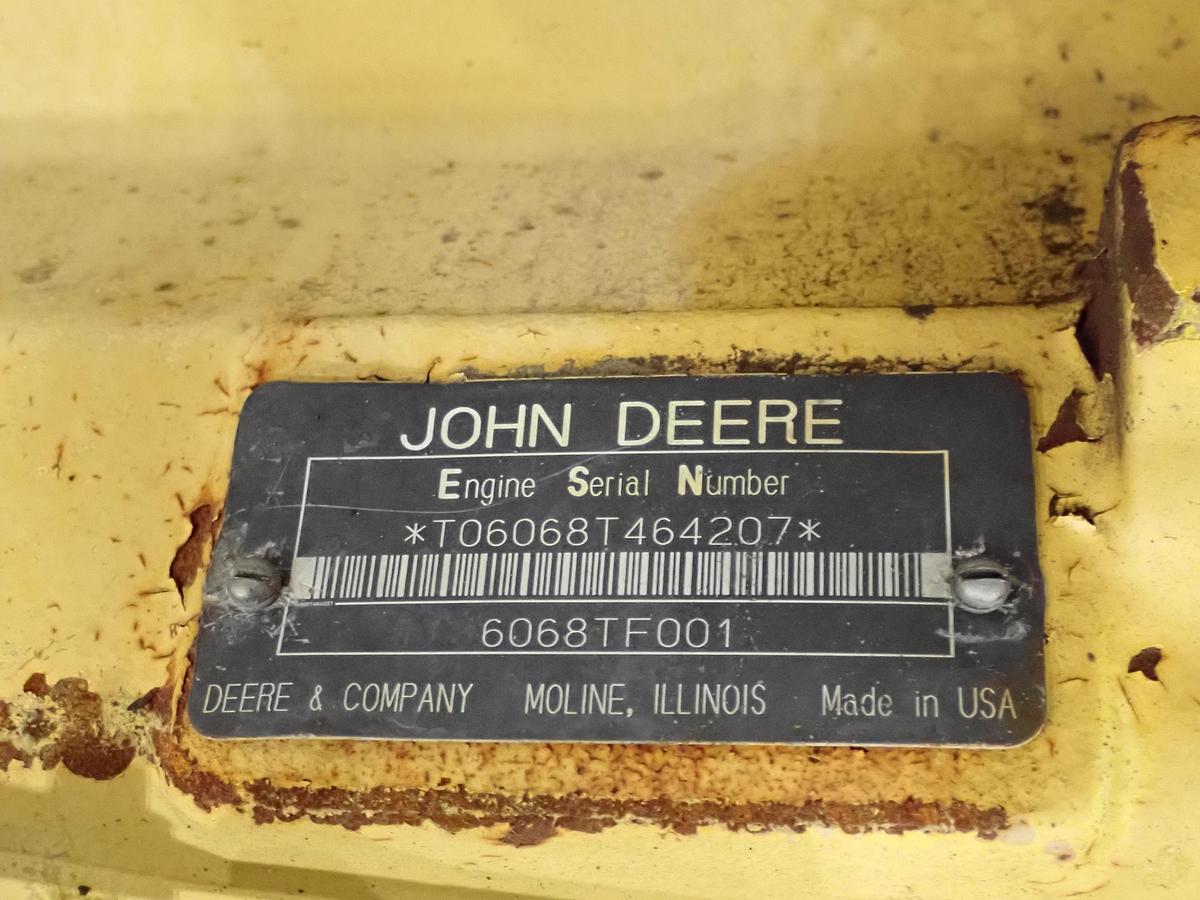 JOHN DEERE
Engine Serial Number
*T06068T464207*
6068TF001
DEERE & COMPANY MOLINE, ILLINOIS Made in USA